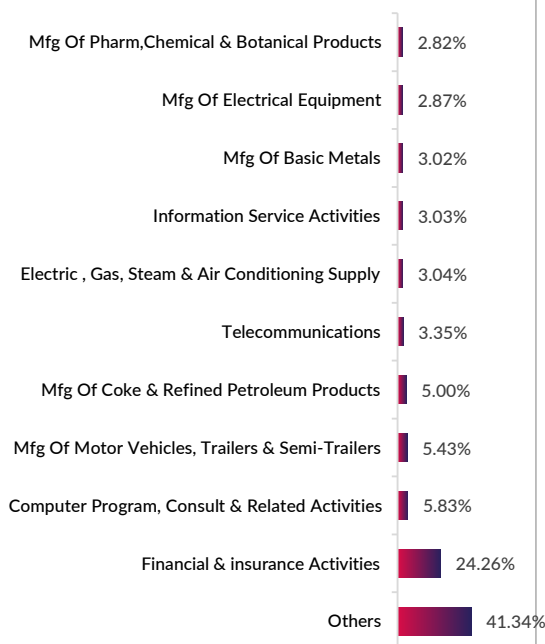 Mfg Of Pharm,Chemical & Botanical Products 2.82%
Mfg Of Electrical Equipment 2.87%
Mfg Of Basic Metals 3.02%
Information Service Activities 3.03%
Electric , Gas, Steam & Air Conditioning Supply 3.04%
Telecommunications 3.35%
Mfg Of Coke & Refined Petroleum Products 5.00%
Mfg Of Motor Vehicles, Trailers & Semi-Trailers 5.43%
Computer Program, Consult & Related Activities 5.83%
Financial & insurance Activities 24.26%
Others 41.34%